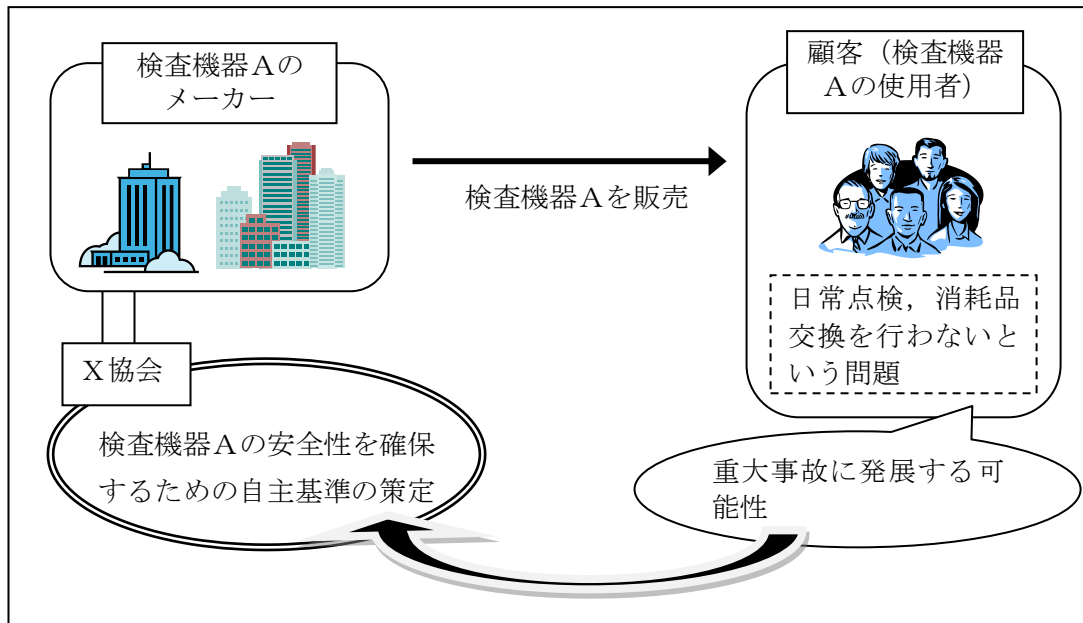 検査機器Ａの
メーカー
顧客（検査機器
Ａの使用者）
検査機器Ａを販売
日常点検，消耗品
交換を行わないと
いう問題
Ｘ協会
検査機器Ａの安全性を確保
するための自主基準の策定
重大事故に発展する可
能性